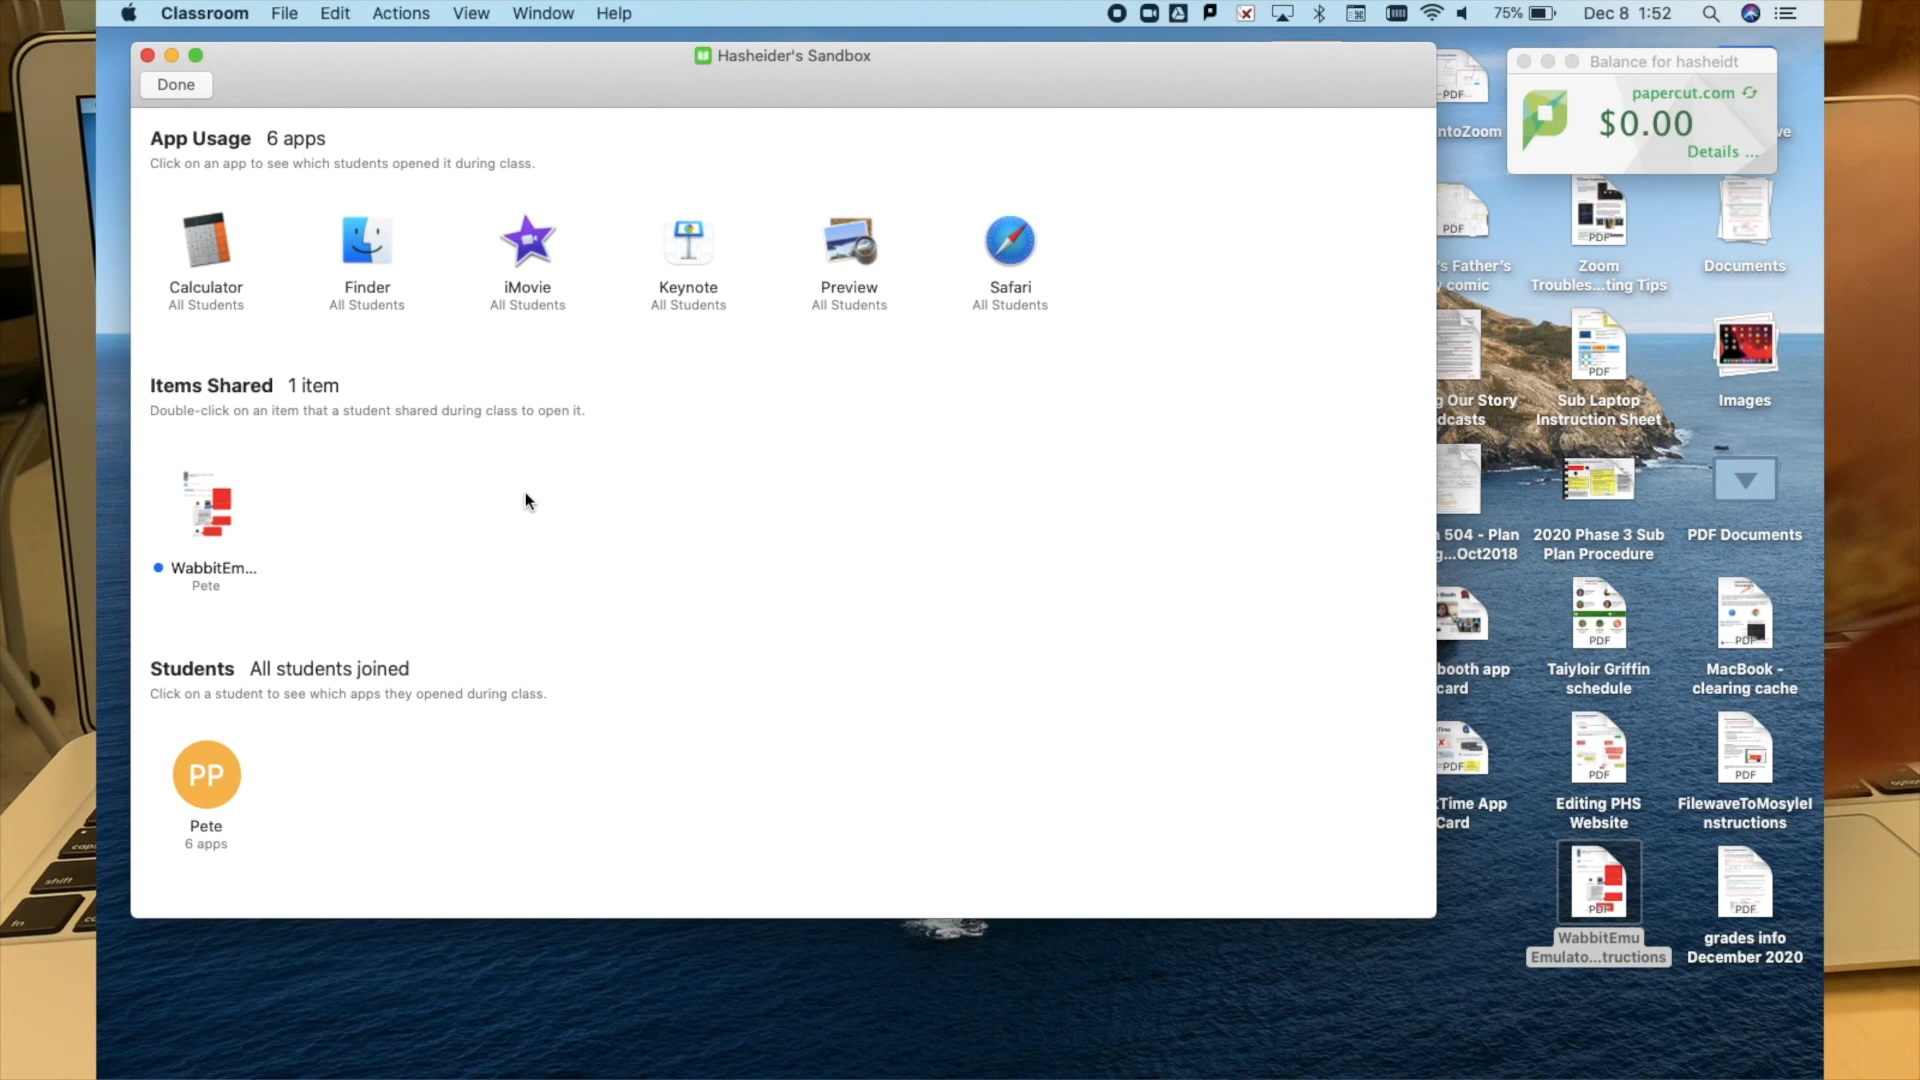 Classroom File Edit Actions View Window Help
75% Dec 8 1:52
Hasheider's Sandbox
Done
App Usage 6 apps
Click on an app to see which students opened it during class.
Calculator
All Students
Finder
All Students
iMovie
All Students
Keynote
All Students
Preview
All Students
Safari
All Students
Items Shared 1 item
Double-click on an item that a student shared during class to open it.
WabbitEm...
Pete
Students All students joined
Click on a student to see which apps they opened during class.
PP
Pete
6 apps
Balance for hasheidt
papercut.com
$0.00
Details ...
PDF
ntoZoom
ve
PDF
's Father's
comic
PDF
Zoom
Troubles...ting Tips
Documents
g Our Story
dcasts
PDF
Sub Laptop
Instruction Sheet
Images
504 - Plan
g...Oct2018
2020 Phase 3 Sub
Plan Procedure
PDF Documents
booth app
card
PDF
Taiyloir Griffin
schedule
PDF
MacBook -
clearing cache
PDF
Time App
Card
PDF
Editing PHS
Website
PDF
FilewaveToMosyleI
nstructions
PDF
WabbitEmu
Emulato...tructions
PDF
grades info
December 2020
shift
fn